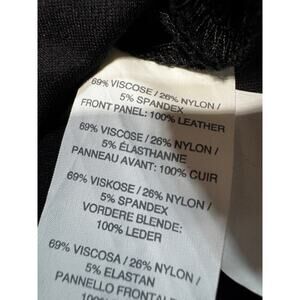 69% VISCOSE / 26% NYLON /
5% SPANDEX
FRONT PANEL: 100% LEATHER
69% VISCOSE / 26% NYLON /
5% ÉLASTHANNE
PANNEAU AVANT: 100% CUIR
69% VISKOSE / 26% NYLON /
5% SPANDEX
VORDERE BLENDE:
100% LEDER
69% VISCOSA / 26% NYLON /
5% ELASTAN
PANNELLO FRONTALE